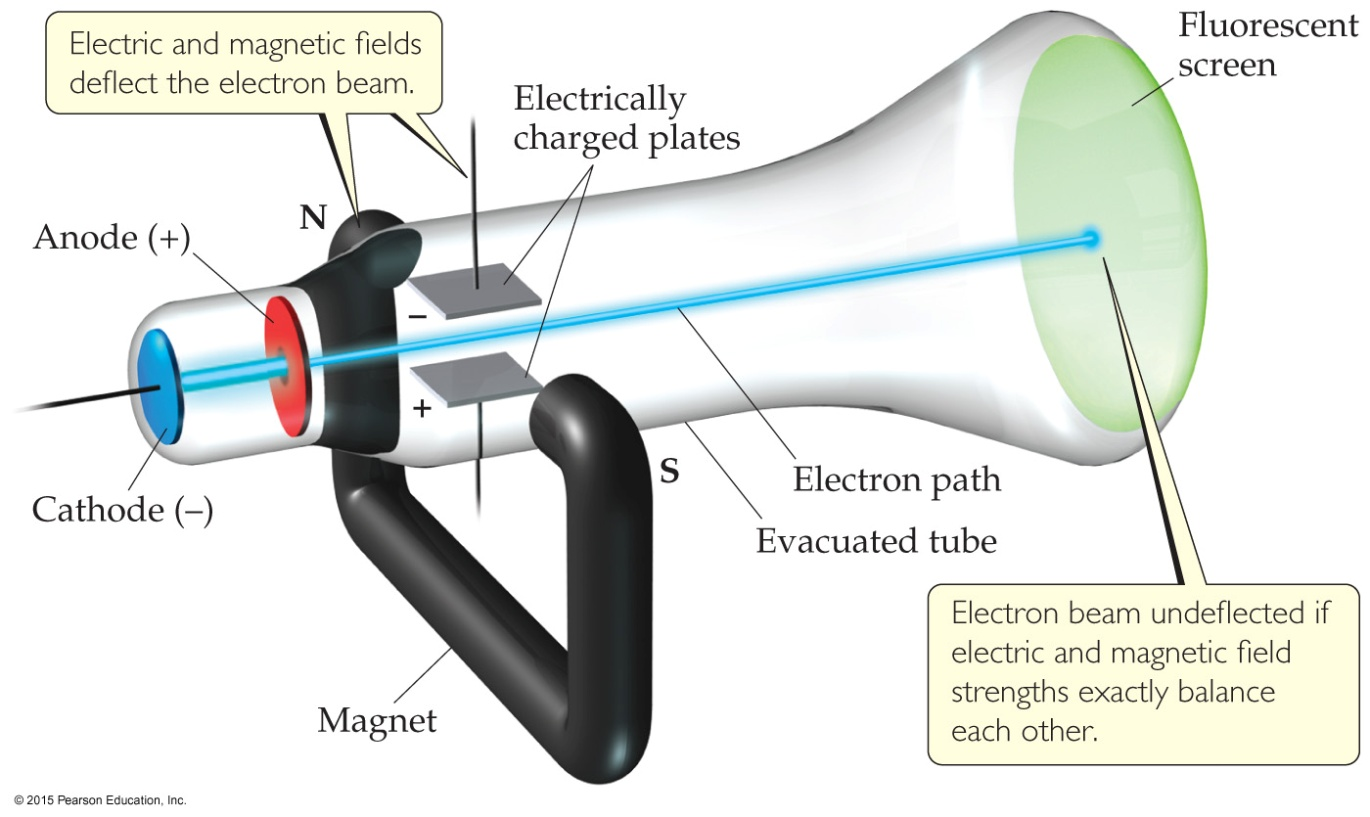 Electric and magnetic fields
deflect the electron beam.
Fluorescent
screen
Electrically
charged plates
N
Anode (+)
−
+
S
Electron path
Cathode (–)
Evacuated tube
Electron beam undeflected if
electric and magnetic field
strengths exactly balance
each other.
Magnet
© 2015 Pearson Education, Inc.